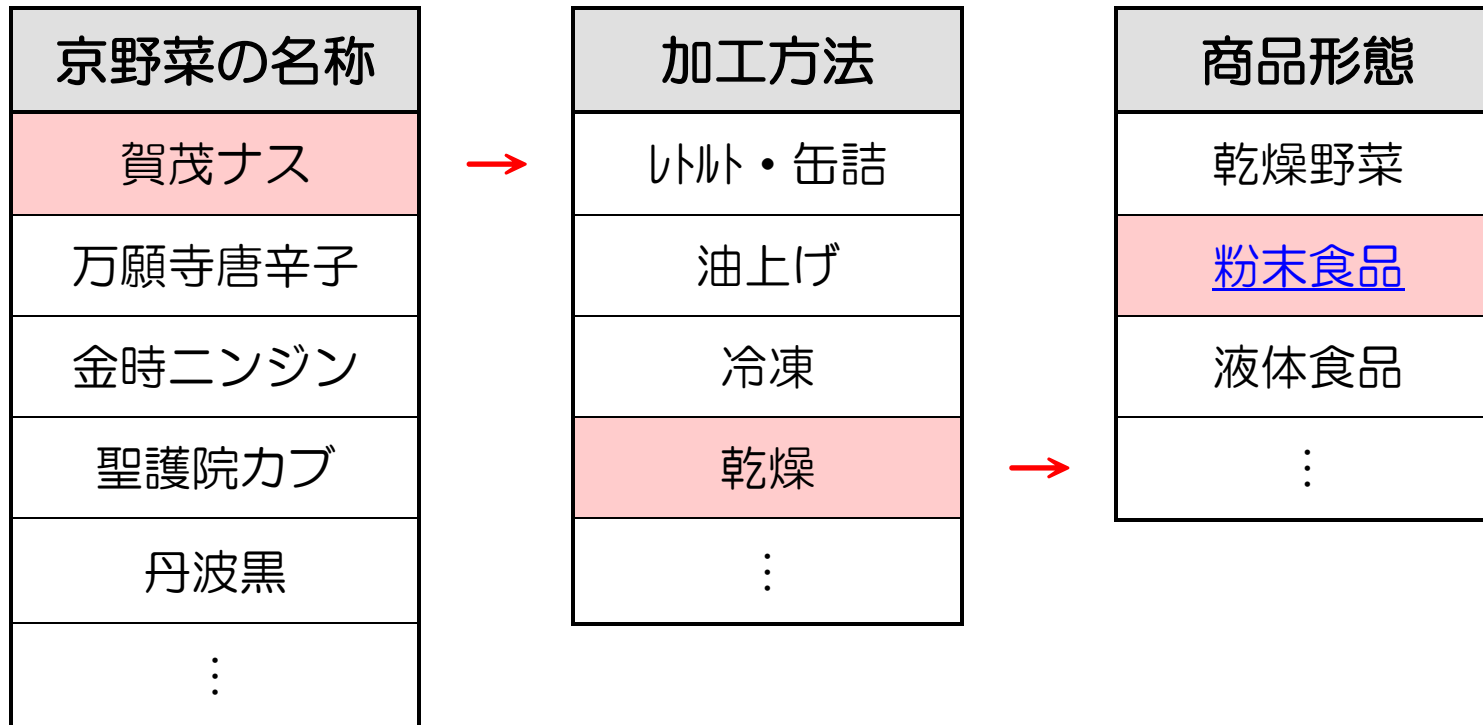 京野菜の名称
賀茂ナス
万願寺唐辛子
金時ニンジン
聖護院カブ
丹波黒
⋮
→
加工方法
ﾚﾄﾙﾄ・缶詰
油上げ
冷凍
乾燥
⋮
→
商品形態
乾燥野菜
粉末食品
液体食品
⋮